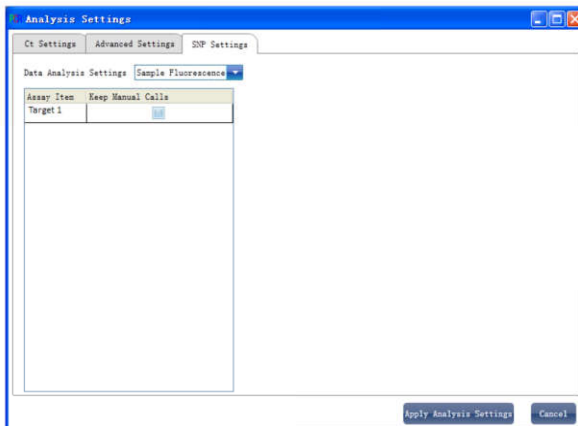 Analysis Settings
Ct Settings Advanced Settings SNP Settings
Data Analysis Settings Sample Fluorescence
Assay Item Keep Manual Calls
Target 1
Apply Analysis Settings Cancel